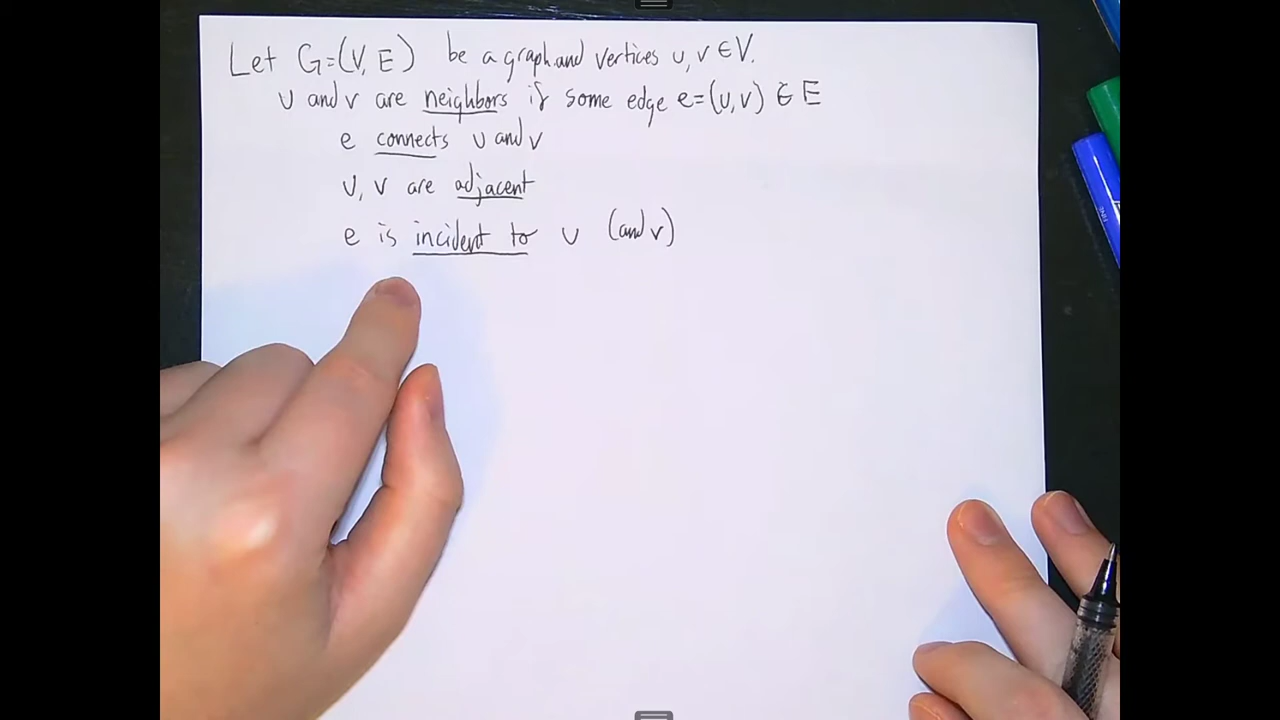 Let G=(V, E) be a graph and vertices u, v ∈ V.
u and v are neighbors if some edge e=(u,v) ∈ E
e connects u and v
u, v are adjacent
e is incident to u (and v)